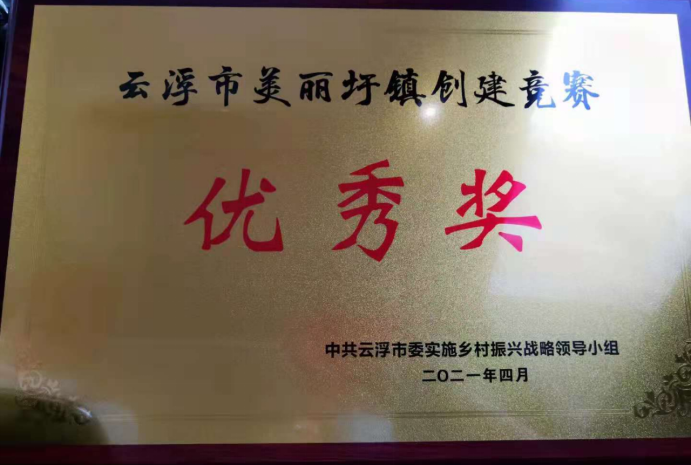 云浮市美丽圩镇创建竞赛
优秀奖
中共云浮市委实施乡村振兴战略领导小组
二〇二一年四月